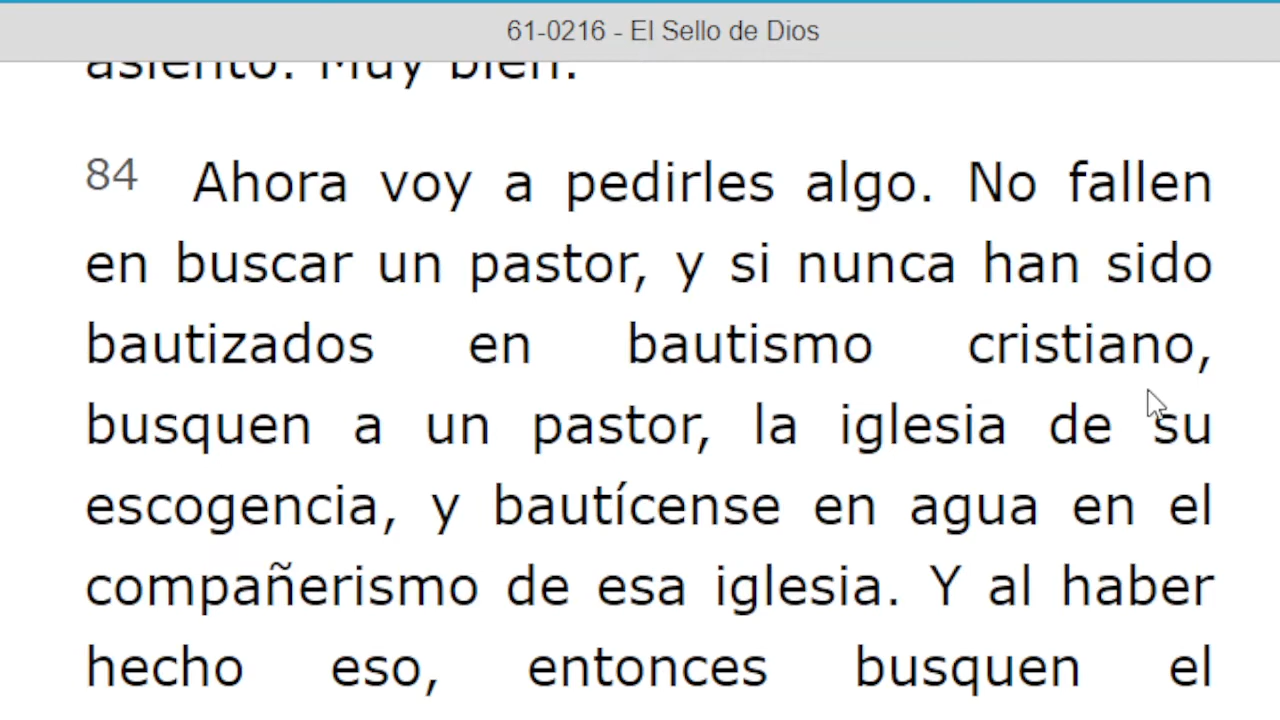 61-0216 - El Sello de Dios
asiento. Muy bien.
84 Ahora voy a pedirles algo. No fallen
en buscar un pastor, y si nunca han sido
bautizados en bautismo cristiano,
busquen a un pastor, la iglesia de su
escogencia, y bautícense en agua en el
compañerismo de esa iglesia. Y al haber
hecho eso, entonces busquen el